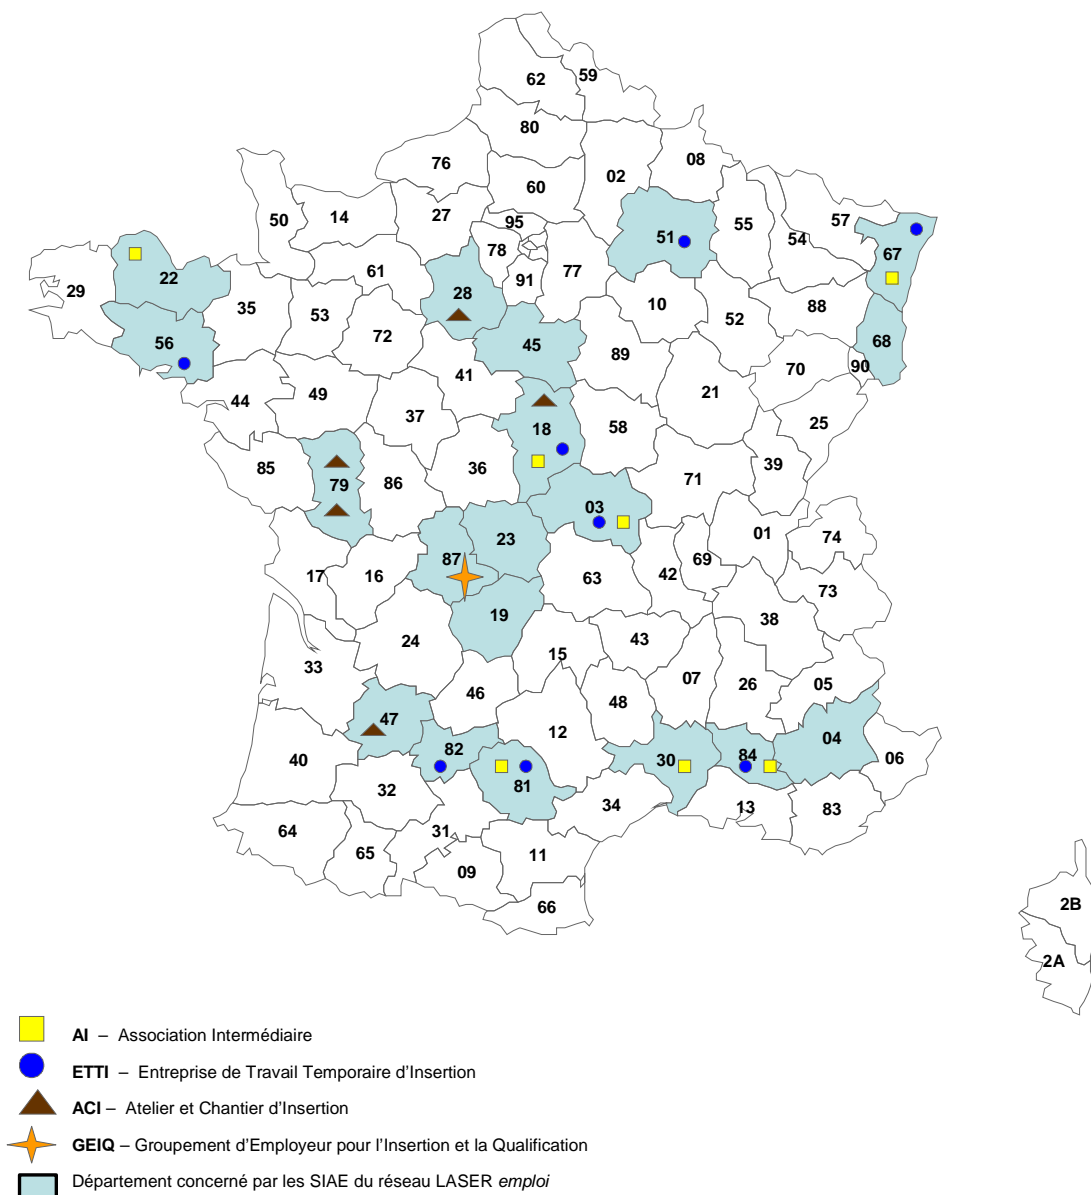 62 59
80
76 08
02
60
50 14 27 95 55 57
51 54
78 67
61 77
22 91
29 28
35 53 10 88
52
72 45 68
56 89
41 70 90
49 21
44 37 25
18 58
85 36 39
79 86 71
03
23 01 74
87 69
17 16 63 42
73
19 38
24 43
15
33 07 26 05
46 48
47
12 04
82
40 30 84 06
32 81
34 13 83
64 31
65 11
09
66
2B
2A
AI – Association Intermédiaire
ETTI – Entreprise de Travail Temporaire d'Insertion
ACI – Atelier et Chantier d'Insertion
GEIQ – Groupement d'Employeur pour l'Insertion et la Qualification
Département concerné par les SIAE du réseau LASER emploi